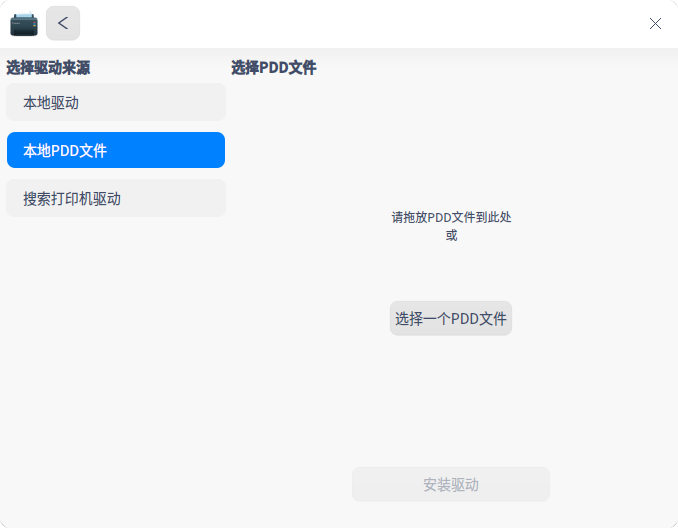 选择驱动来源
选择PDD文件
本地驱动
本地PDD文件
搜索打印机驱动
请拖放PDD文件到此处
或
选择一个PDD文件
安装驱动